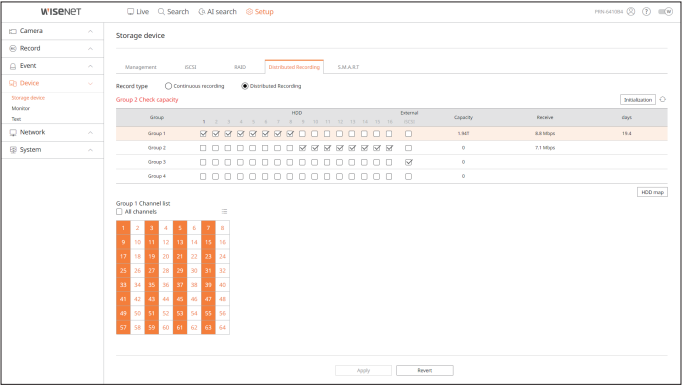 WISENET
Live Search AI search Setup
PRN-6410B4
Camera
Record
Event
Device
Storage device
Monitor
Test
Network
System
Storage device
Management iSCSI RAID Distributed Recording S.M.A.R.T
Record type Continuous recording Distributed Recording
Group 2 Check capacity
Initialization
Group HDD External Capacity Receive days
1 2 3 4 5 6 7 8 9 10 11 12 13 14 15 16 iSCSI
Group 1 1.94T 8.8 Mbps 19.4
Group 2 0 7.1 Mbps
Group 3 0
Group 4 0
HDD map
Group 1 Channel list
All channels
1 2 3 4 5 6 7 8
9 10 11 12 13 14 15 16
17 18 19 20 21 22 23 24
25 26 27 28 29 30 31 32
33 34 35 36 37 38 39 40
41 42 43 44 45 46 47 48
49 50 51 52 53 54 55 56
57 58 59 60 61 62 63 64
Apply Revert